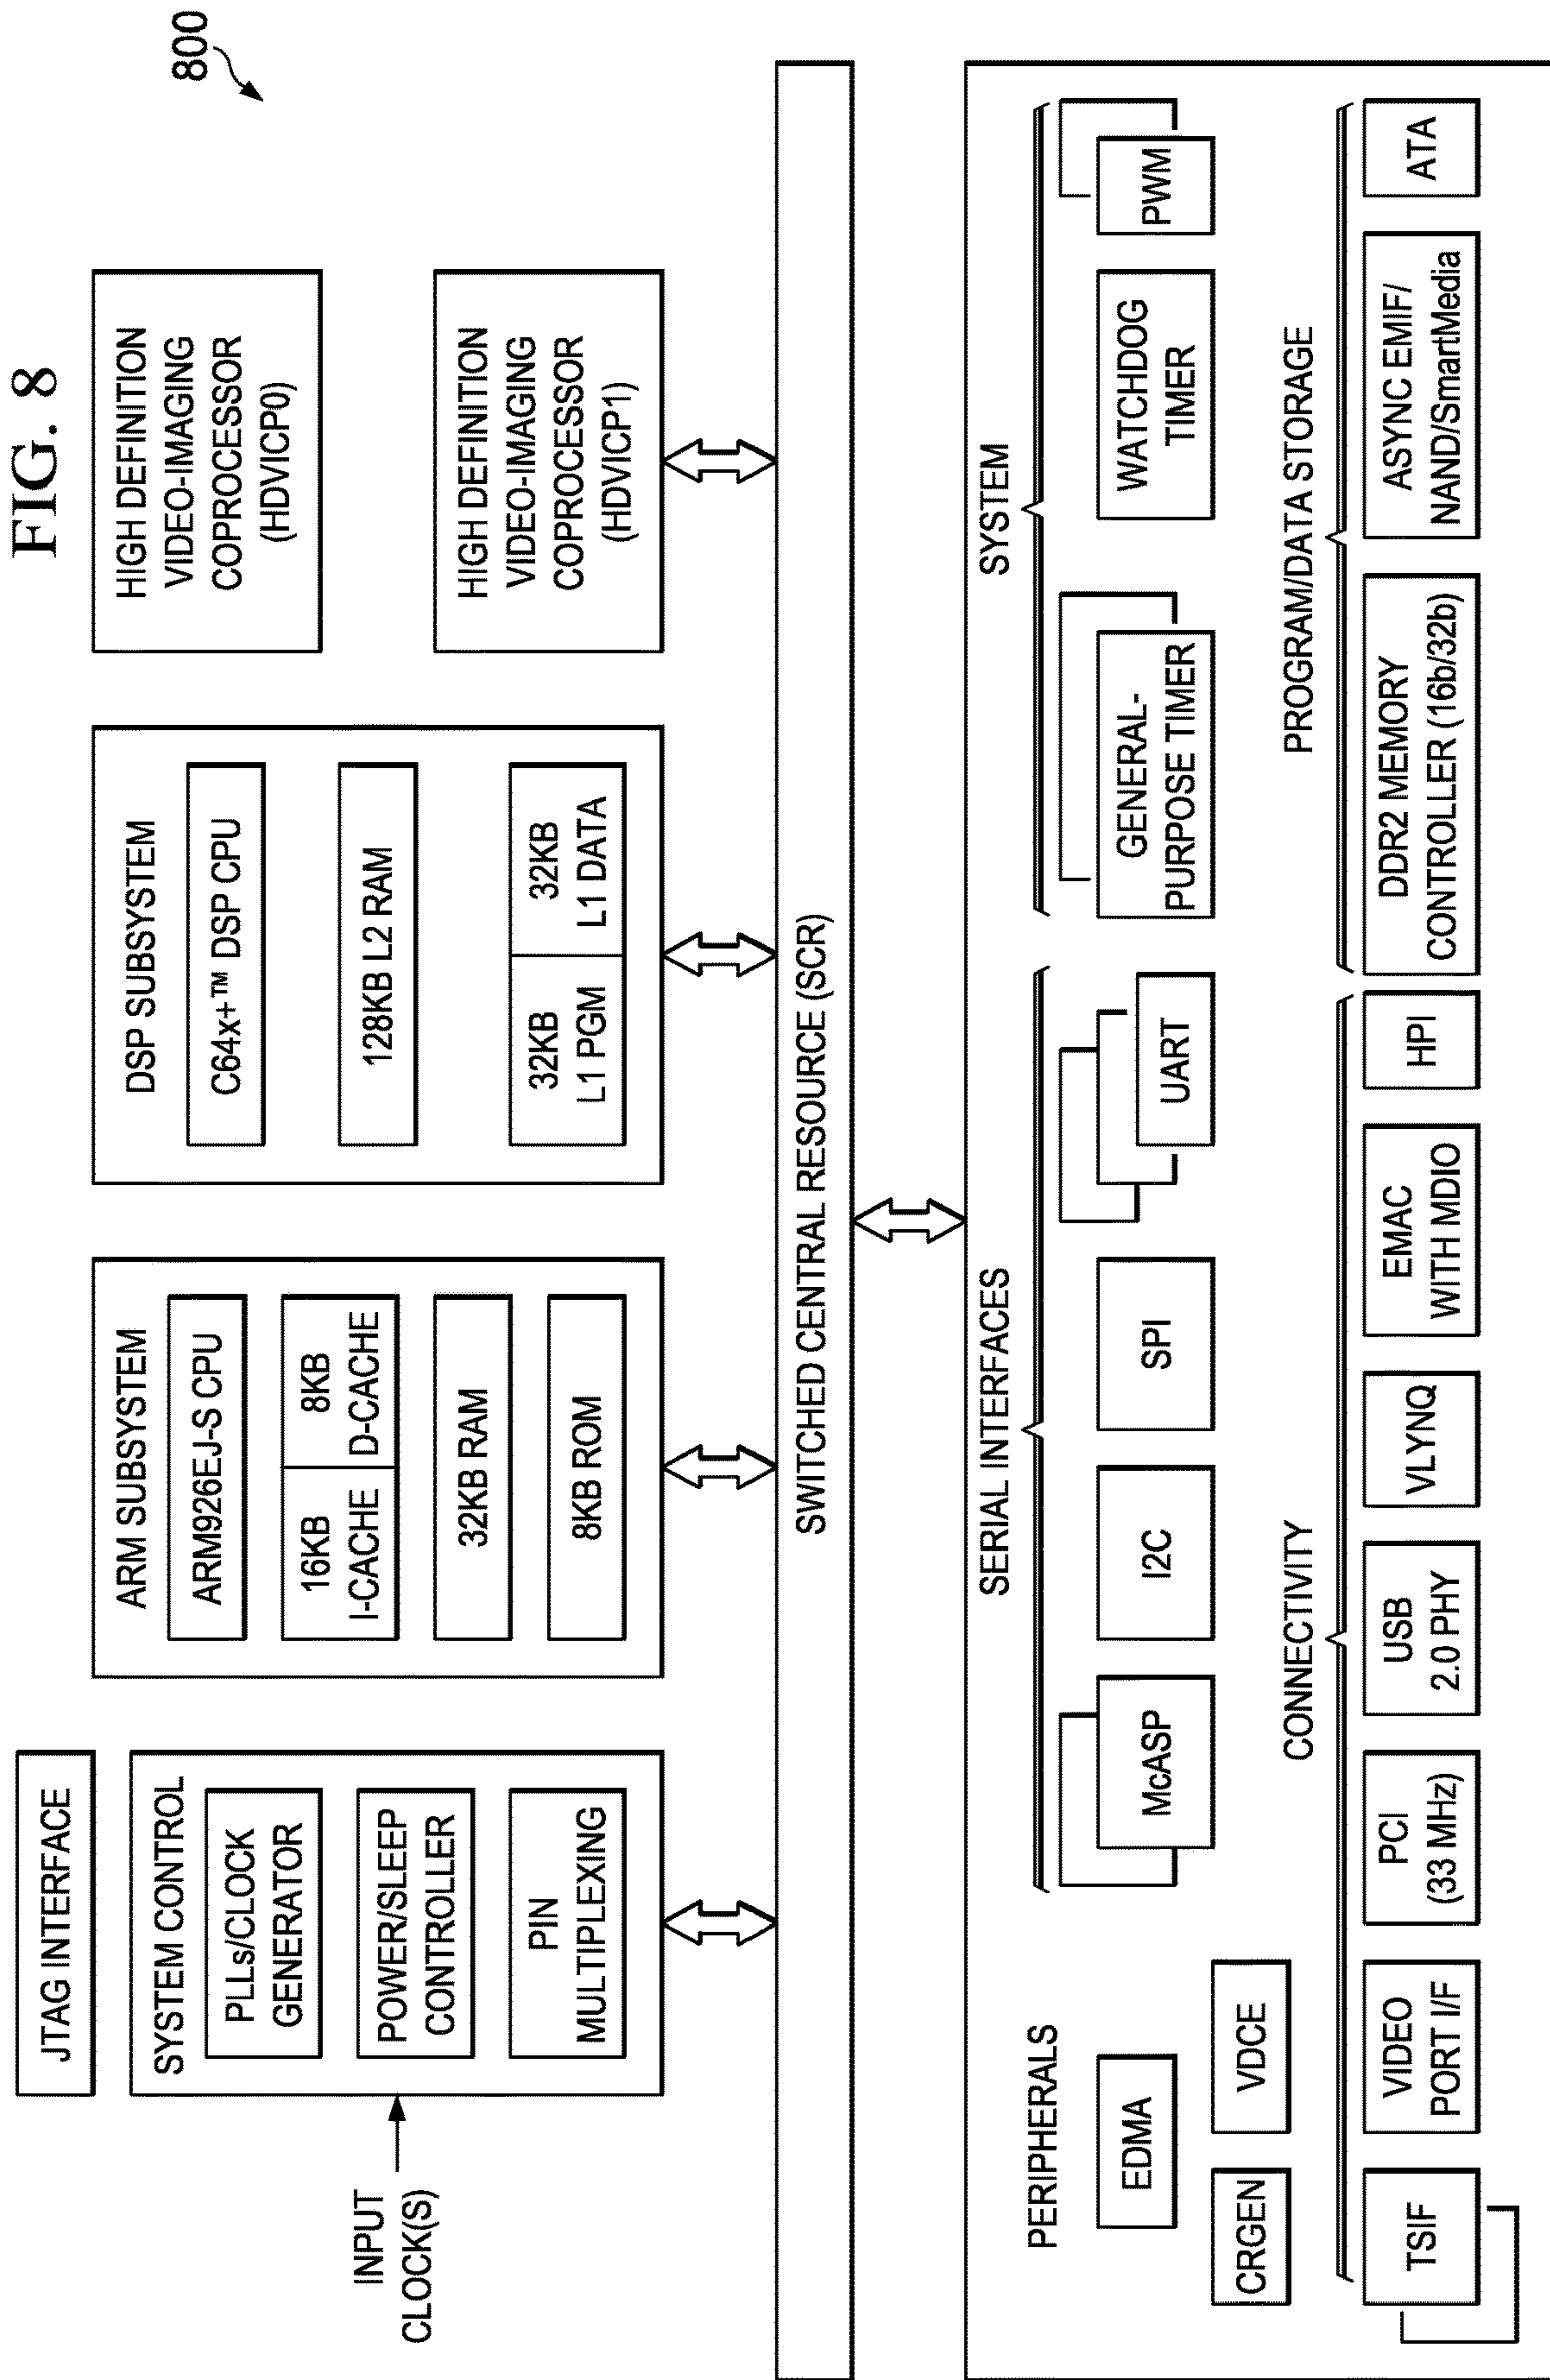 FIG. 8
800
JTAG INTERFACE
SYSTEM CONTROL
PLLs/CLOCK
GENERATOR
POWER/SLEEP
CONTROLLER
PIN
MULTIPLEXING
INPUT
CLOCK(S)
ARM SUBSYSTEM
ARM926EJ-S CPU
16KB
I-CACHE
8KB
D-CACHE
32KB RAM
8KB ROM
DSP SUBSYSTEM
C64x+™ DSP CPU
128KB L2 RAM
32KB
L1 PGM
32KB
L1 DATA
HIGH DEFINITION
VIDEO-IMAGING
COPROCESSOR
(HDVICP0)
HIGH DEFINITION
VIDEO-IMAGING
COPROCESSOR
(HDVICP1)
SWITCHED CENTRAL RESOURCE (SCR)
PERIPHERALS
EDMA
CRGEN
VDCE
SERIAL INTERFACES
McASP
I2C
SPI
UART
SYSTEM
GENERAL-
PURPOSE TIMER
WATCHDOG
TIMER
PWM
CONNECTIVITY
TSIF
VIDEO
PORT I/F
PCI
(33 MHz)
USB
2.0 PHY
VLYNQ
EMAC
WITH MDIO
HPI
PROGRAM/DATA STORAGE
DDR2 MEMORY
CONTROLLER (16b/32b)
ASYNC EMIF/
NAND/SmartMedia
ATA